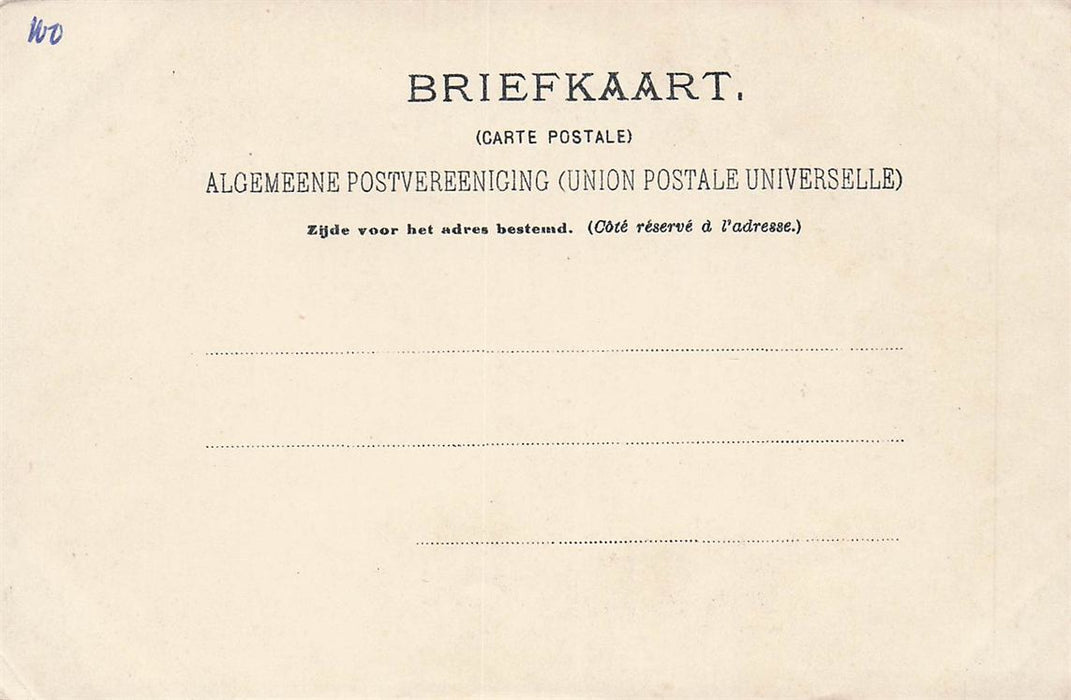 100
BRIEFKAART.
(CARTE POSTALE)
ALGEMEENE POSTVEREENIGING (UNION POSTALE UNIVERSELLE)
Zijde voor het adres bestemd. (Côté réservé à l'adresse.)